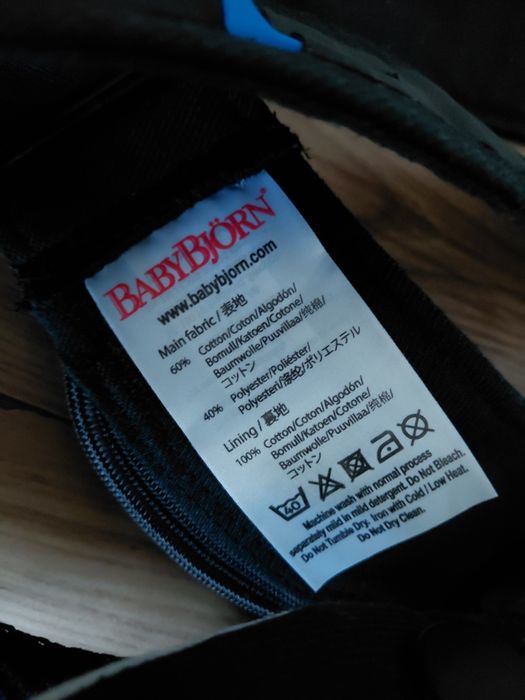 BABYBJÖRN®
www.babybjorn.com
Main fabric / 表地
60% Cotton/Coton/Algodón/
Bomull/Katoen/Cotone/
Baumwolle/Puuvillaa/纯棉/
コットン
40% Polyester/Poliéster/
Polyesteri/涤纶/ポリエステル
Lining / 裏地
100% Cotton/Coton/Algodón/
Bomull/Katoen/Cotone/
Baumwolle/Puuvillaa/纯棉/
コットン
40
Machine wash with normal process
separately mild in mild detergent. Do Not Bleach.
Do Not Tumble Dry. Iron with Cold / Low Heat.
Do Not Dry Clean.